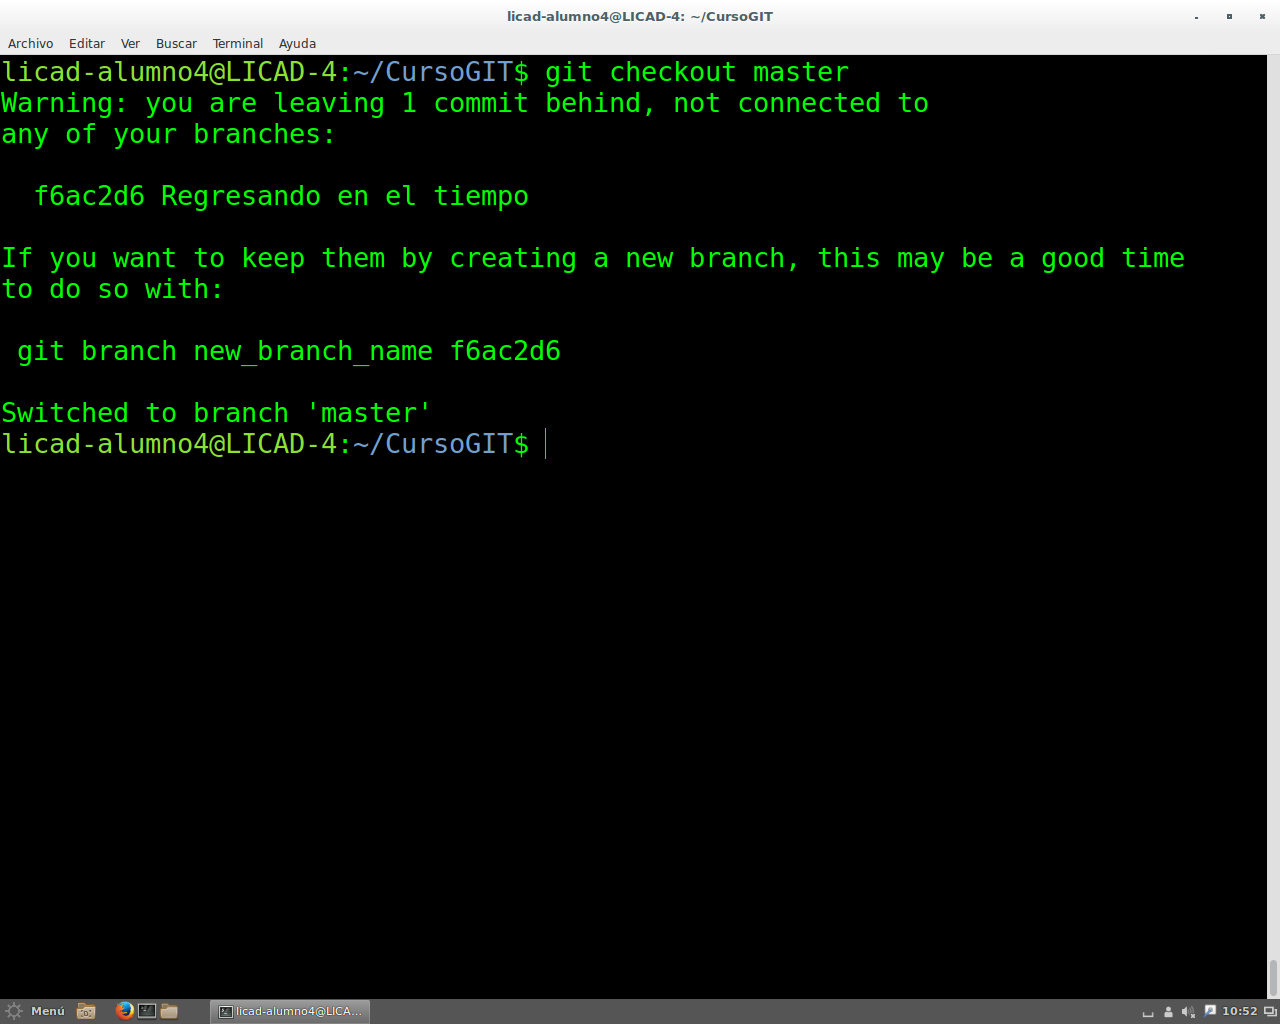 licad-alumno4@LICAD-4: ~/CursoGIT
Archivo Editar Ver Buscar Terminal Ayuda
licad-alumno4@LICAD-4:~/CursoGIT$ git checkout master
Warning: you are leaving 1 commit behind, not connected to
any of your branches:
f6ac2d6 Regresando en el tiempo
If you want to keep them by creating a new branch, this may be a good time
to do so with:
git branch new_branch_name f6ac2d6
Switched to branch 'master'
licad-alumno4@LICAD-4:~/CursoGIT$
Menú licad-alumno4@LICA... 10:52